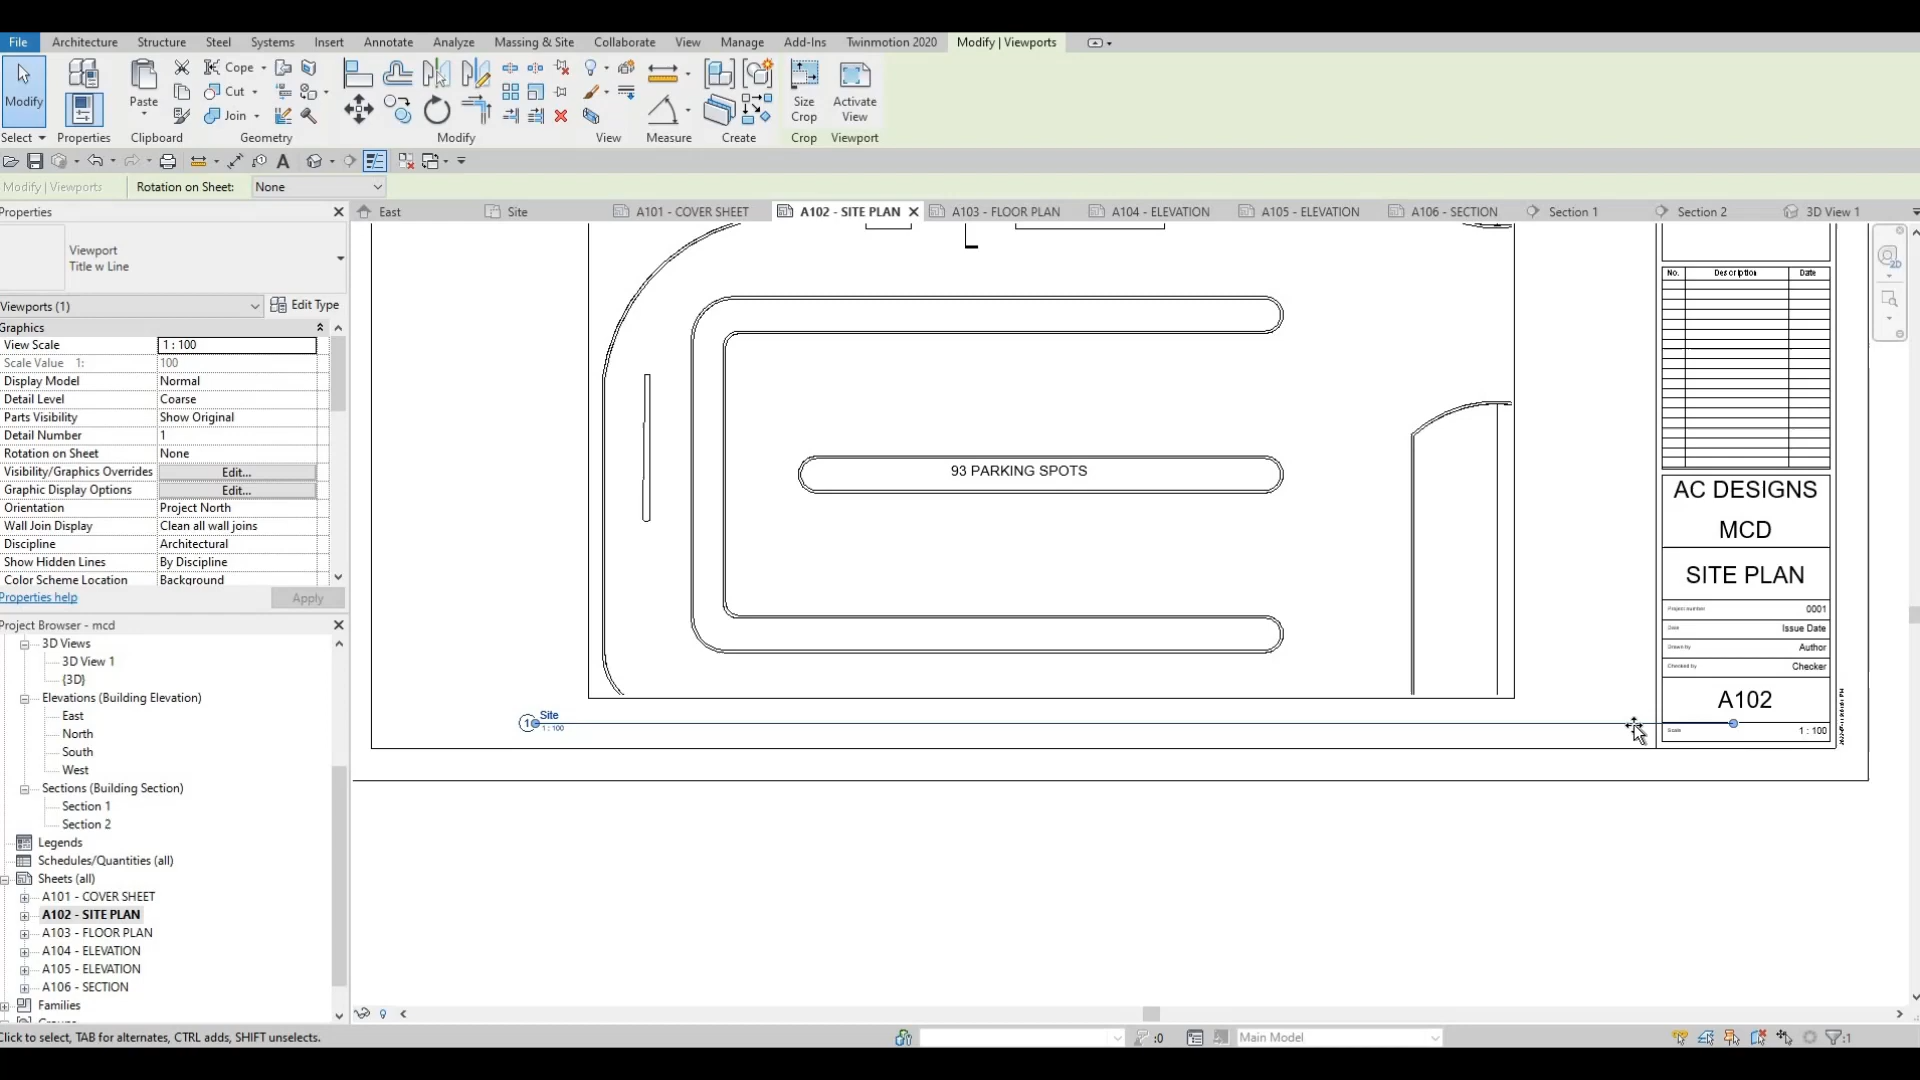 File Architecture Structure Steel Systems Insert Annotate Analyze Massing & Site Collaborate View Manage Add-Ins Twinmotion 2020 Modify | Viewports
Modify
Paste
Cope
Cut
Join
Size Crop
Activate View
Select Properties Clipboard Geometry Modify View Measure Create Crop Viewport
Modify | Viewports Rotation on Sheet: None
Properties
East Site A101 - COVER SHEET A102 - SITE PLAN A103 - FLOOR PLAN A104 - ELEVATION A105 - ELEVATION A106 - SECTION Section 1 Section 2 3D View 1
Viewport
Title w Line
Viewports (1) Edit Type
Graphics
View Scale 1 : 100
Scale Value 1: 100
Display Model Normal
Detail Level Coarse
Parts Visibility Show Original
Detail Number 1
Rotation on Sheet None
Visibility/Graphics Overrides Edit...
Graphic Display Options Edit...
Orientation Project North
Wall Join Display Clean all wall joins
Discipline Architectural
Show Hidden Lines By Discipline
Color Scheme Location Background
Properties help Apply
Project Browser - mcd
3D Views
3D View 1
{3D}
Elevations (Building Elevation)
East
North
South
West
Sections (Building Section)
Section 1
Section 2
Legends
Schedules/Quantities (all)
Sheets (all)
A101 - COVER SHEET
A102 - SITE PLAN
A103 - FLOOR PLAN
A104 - ELEVATION
A105 - ELEVATION
A106 - SECTION
Families
93 PARKING SPOTS
1 Site
1 : 100
2D
No. Description Date
AC DESIGNS
MCD
SITE PLAN
Project number 0001
Date Issue Date
Drawn by Author
Checked by Checker
A102
Scale 1 : 100
Click to select, TAB for alternates, CTRL adds, SHIFT unselects.
:0
Main Model
:1